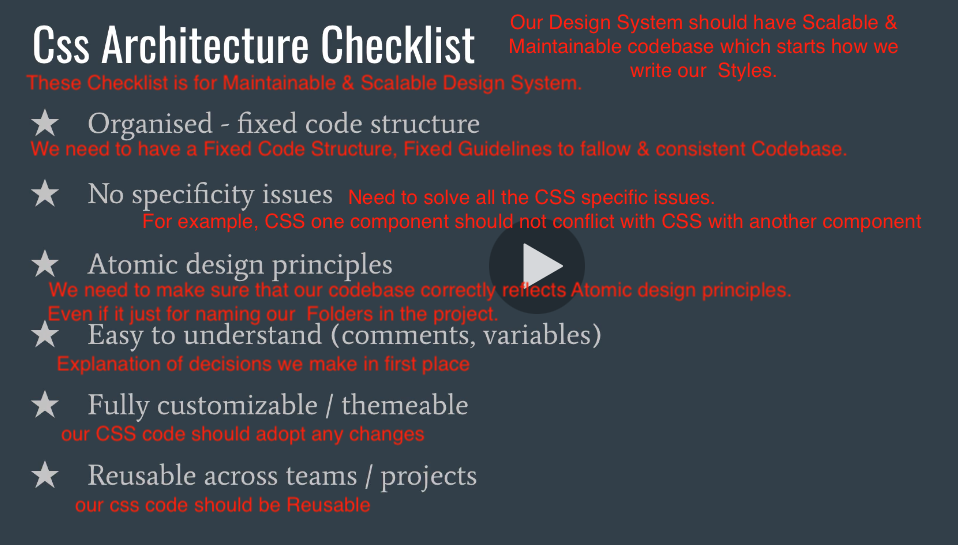 Css Architecture Checklist
Our Design System should have Scalable &
Maintainable codebase which starts how we
write our Styles.
These Checklist is for Maintainable & Scalable Design System.
★ Organised - fixed code structure
We need to have a Fixed Code Structure, Fixed Guidelines to fallow & consistent Codebase.
★ No specificity issues Need to solve all the CSS specific issues.
For example, CSS one component should not conflict with CSS with another component
★ Atomic design principles
We need to make sure that our codebase correctly reflects Atomic design principles.
Even if it just for naming our Folders in the project.
★ Easy to understand (comments, variables)
Explanation of decisions we make in first place
★ Fully customizable / themeable
our CSS code should adopt any changes
★ Reusable across teams / projects
our css code should be Reusable